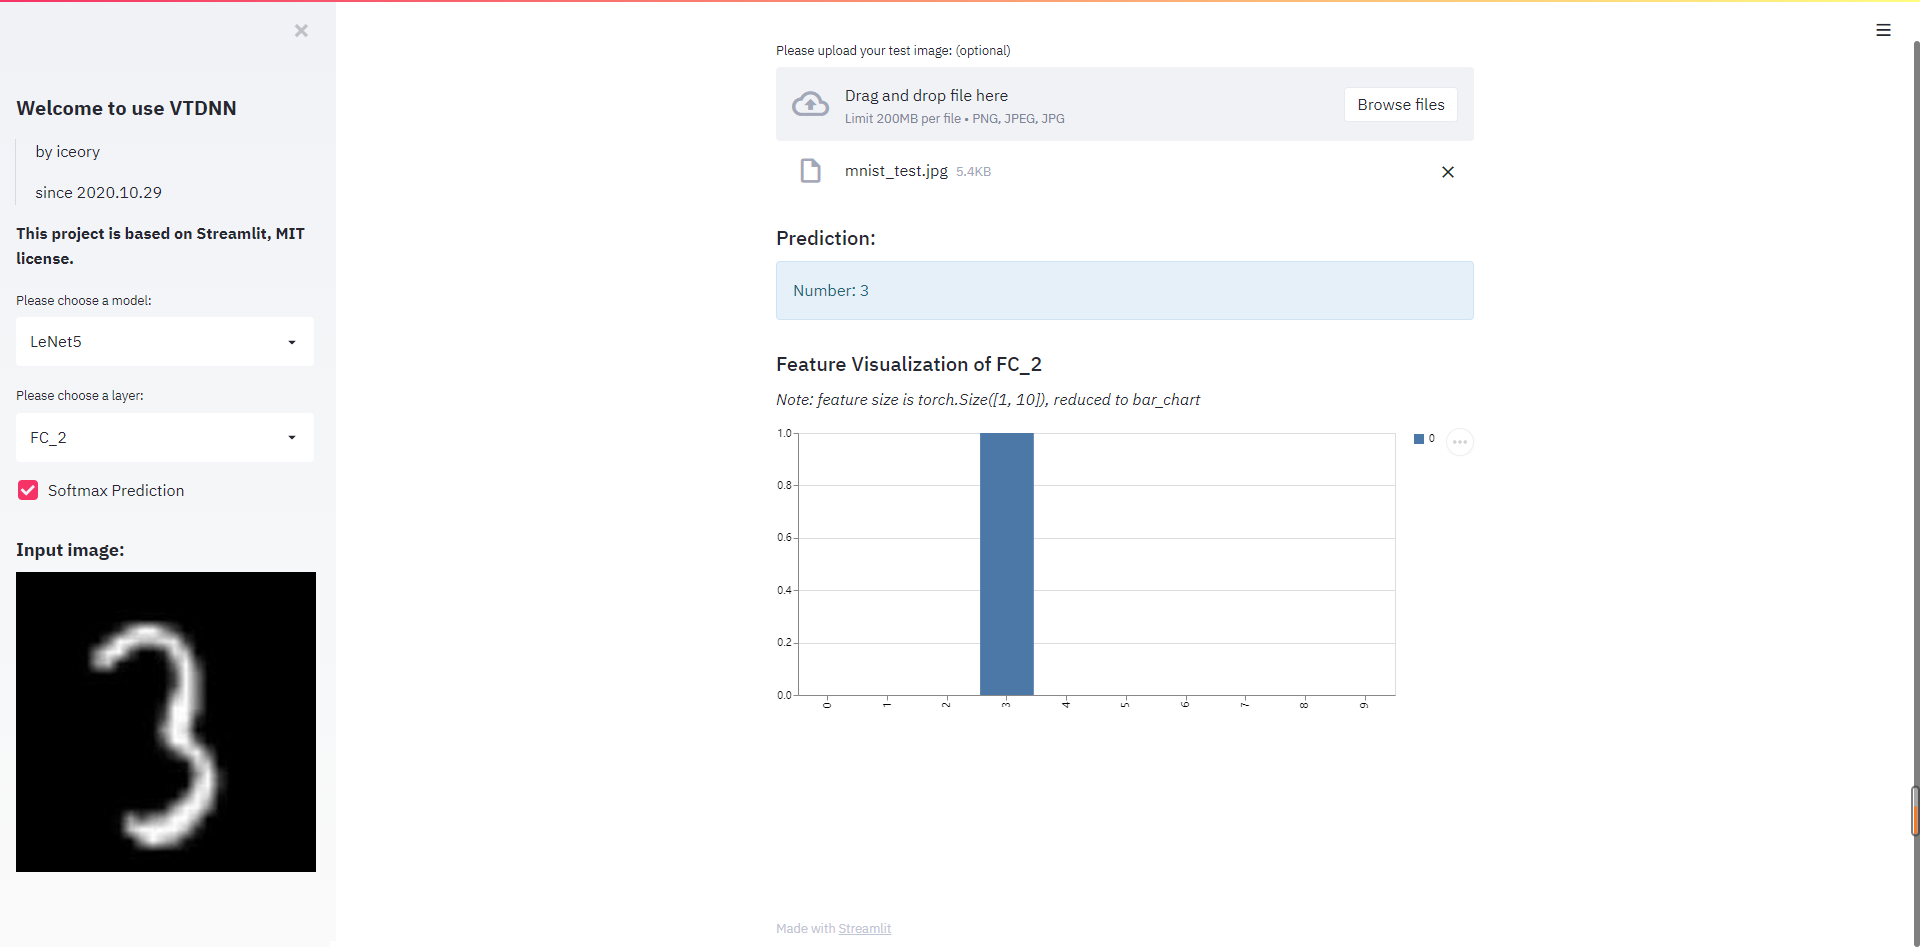 Welcome to use VTDNN
by iceory
since 2020.10.29
This project is based on Streamlit, MIT
license.
Please choose a model:
LeNet5
Please choose a layer:
FC_2
Softmax Prediction
Input image:
3
Please upload your test image: (optional)
Drag and drop file here
Limit 200MB per file • PNG, JPEG, JPG
Browse files
mnist_test.jpg 5.4KB
Prediction:
Number: 3
Feature Visualization of FC_2
Note: feature size is torch.Size([1, 10]), reduced to bar_chart
1.0
0.8
0.6
0.4
0.2
0.0
0 1 2 3 4 5 6 7 8 9
0
Made with Streamlit